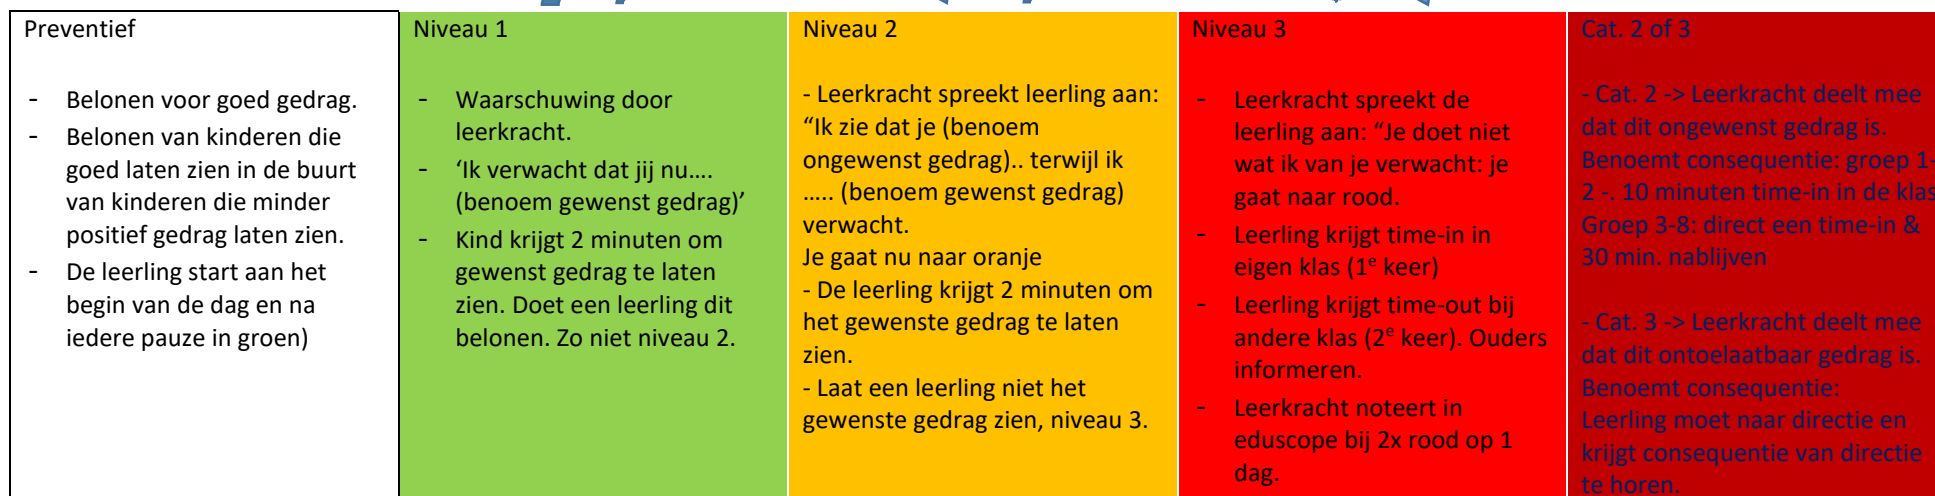 Preventief
- Belonen voor goed gedrag.
- Belonen van kinderen die
goed laten zien in de buurt
van kinderen die minder
positief gedrag laten zien.
- De leerling start aan het
begin van de dag en na
iedere pauze in groen)
Niveau 1
- Waarschuwing door
leerkracht.
- ‘Ik verwacht dat jij nu….
(benoem gewenst gedrag)’
- Kind krijgt 2 minuten om
gewenst gedrag te laten
zien. Doet een leerling dit
belonen. Zo niet niveau 2.
Niveau 2
- Leerkracht spreekt leerling aan:
“Ik zie dat je (benoem
ongewenst gedrag).. terwijl ik
….. (benoem gewenst gedrag)
verwacht.
Je gaat nu naar oranje
- De leerling krijgt 2 minuten om
het gewenste gedrag te laten
zien.
- Laat een leerling niet het
gewenste gedrag zien, niveau 3.
Niveau 3
- Leerkracht spreekt de
leerling aan: “Je doet niet
wat ik van je verwacht: je
gaat naar rood.
- Leerling krijgt time-in in
eigen klas (1e keer)
- Leerling krijgt time-out bij
andere klas (2e keer). Ouders
informeren.
- Leerkracht noteert in
eduscope bij 2x rood op 1
dag.
Cat. 2 of 3
- Cat. 2 -> Leerkracht deelt mee
dat dit ongewenst gedrag is.
Benoemt consequentie: groep 1-
2 -. 10 minuten time-in in de klas
Groep 3-8: direct een time-in &
30 min. nablijven
- Cat. 3 -> Leerkracht deelt mee
dat dit ontoelaatbaar gedrag is.
Benoemt consequentie:
Leerling moet naar directie en
krijgt consequentie van directie
te horen.